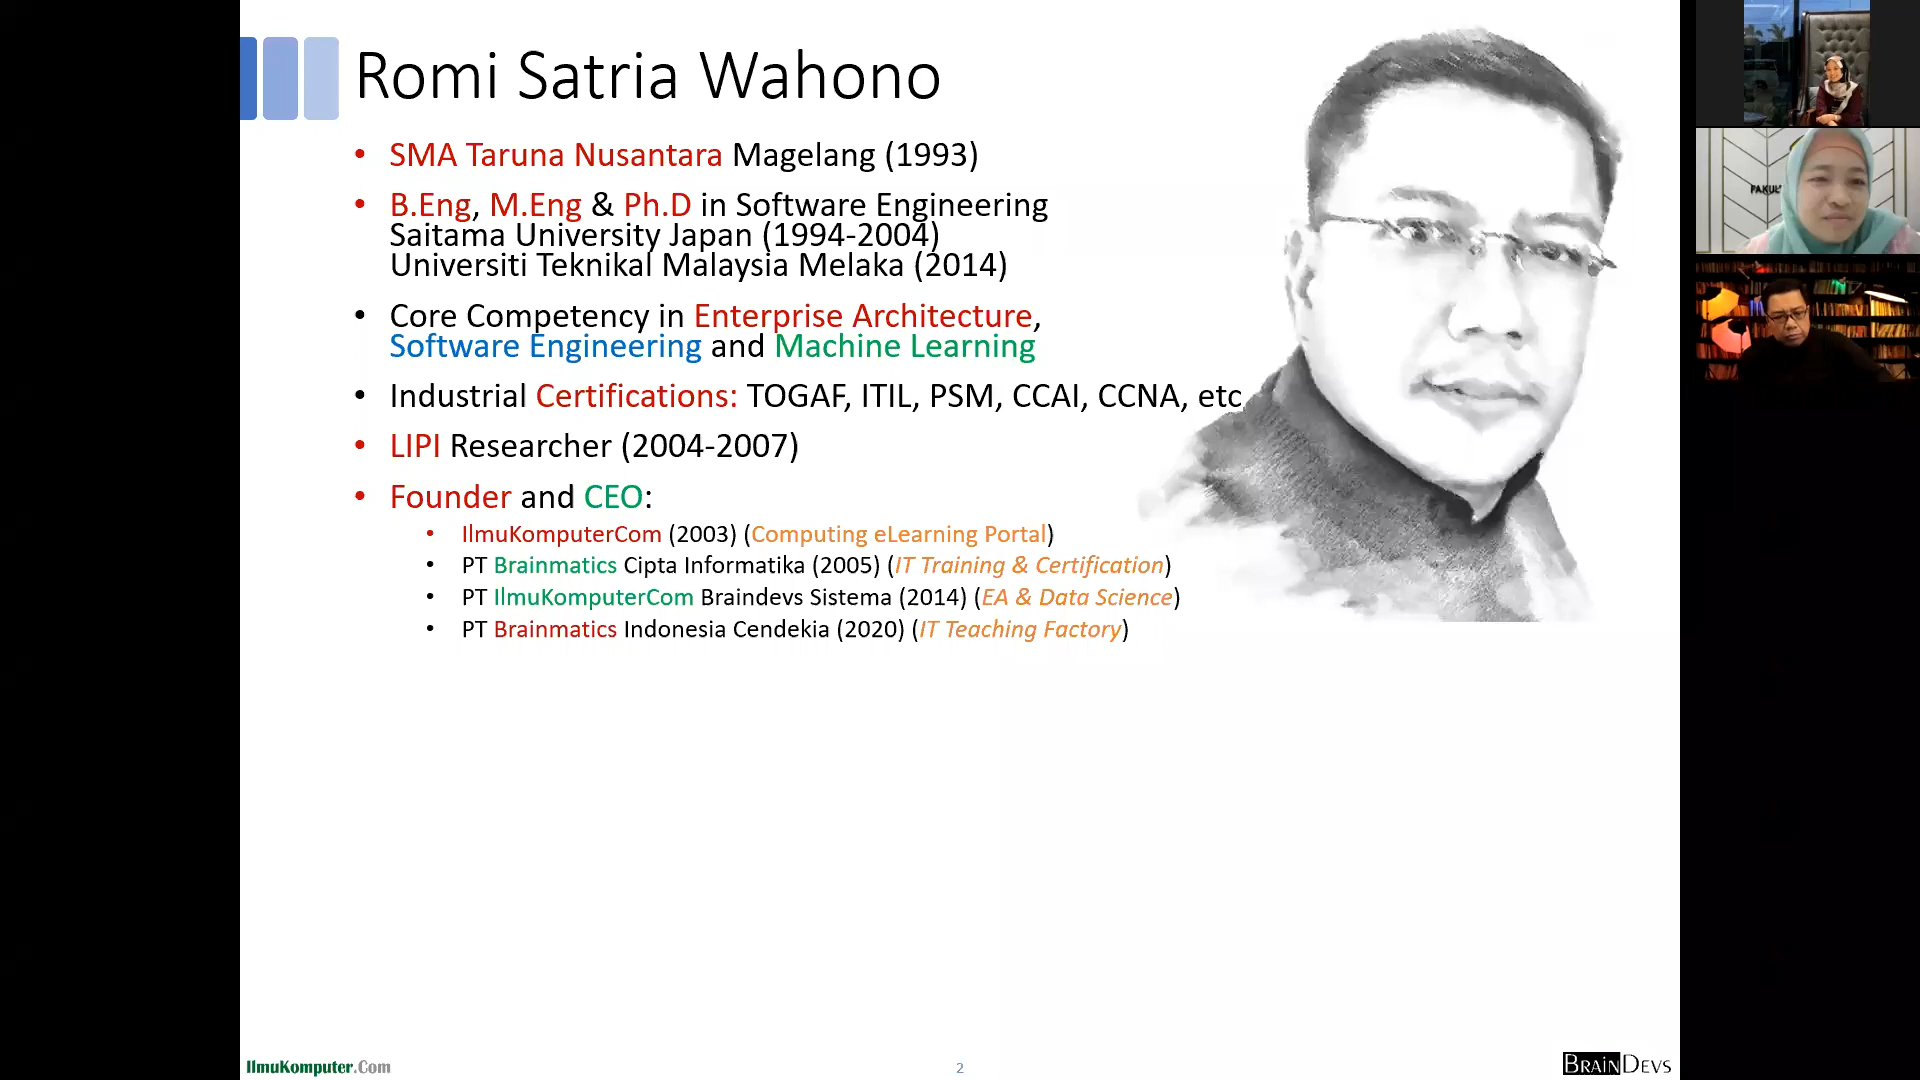 Romi Satria Wahono
• SMA Taruna Nusantara Magelang (1993)
• B.Eng, M.Eng & Ph.D in Software Engineering
Saitama University Japan (1994-2004)
Universiti Teknikal Malaysia Melaka (2014)
• Core Competency in Enterprise Architecture,
Software Engineering and Machine Learning
• Industrial Certifications: TOGAF, ITIL, PSM, CCAI, CCNA, etc
• LIPI Researcher (2004-2007)
• Founder and CEO:
• IlmuKomputerCom (2003) (Computing eLearning Portal)
• PT Brainmatics Cipta Informatika (2005) (IT Training & Certification)
• PT IlmuKomputerCom Braindevs Sistema (2014) (EA & Data Science)
• PT Brainmatics Indonesia Cendekia (2020) (IT Teaching Factory)
IlmuKomputer.Com
2
BRAINDEVS